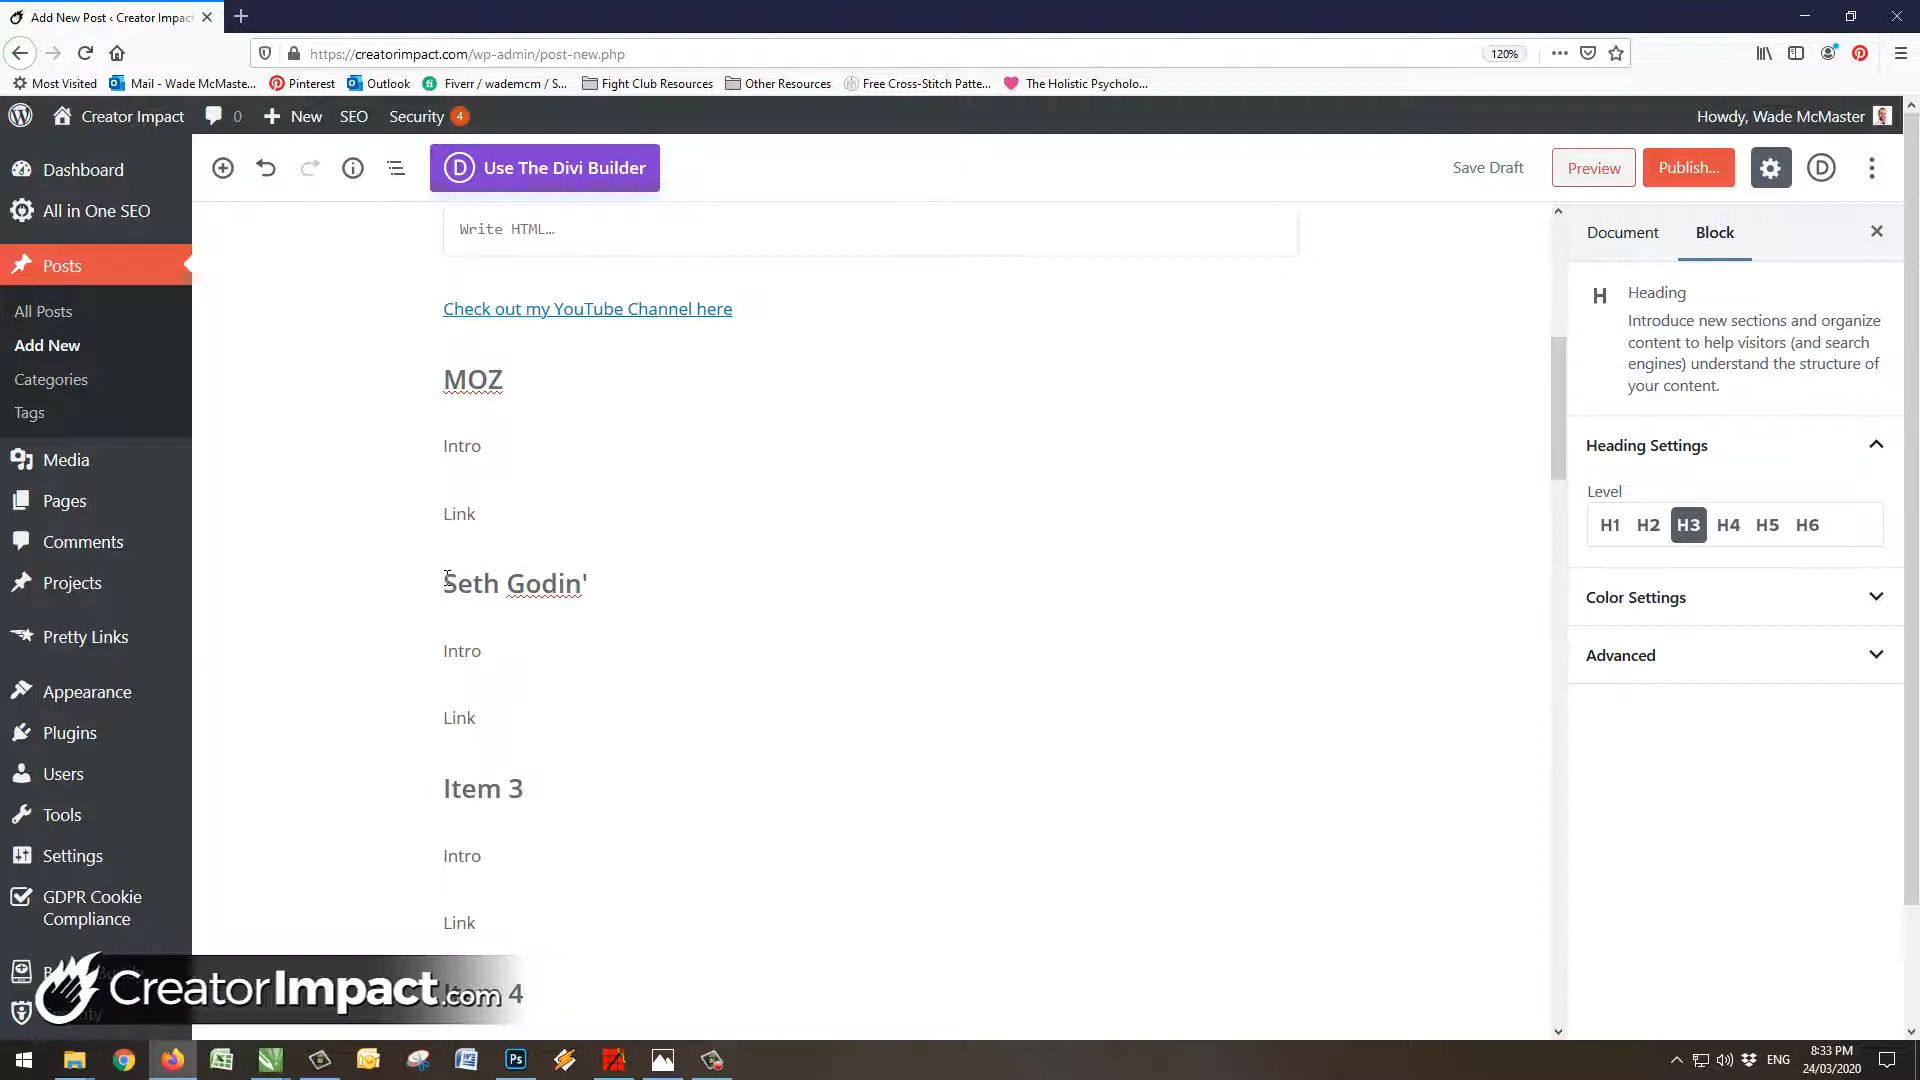 Add New Post ‹ Creator Impac
https://creatorimpact.com/wp-admin/post-new.php
120%
Most Visited
Mail - Wade McMaste...
Pinterest
Outlook
Fiverr / wademcm / S...
Fight Club Resources
Other Resources
Free Cross-Stitch Patte...
The Holistic Psycholo...
Creator Impact
0
New
SEO
Security
4
Howdy, Wade McMaster
Dashboard
All in One SEO
Posts
All Posts
Add New
Categories
Tags
Media
Pages
Comments
Projects
Pretty Links
Appearance
Plugins
Users
Tools
Settings
GDPR Cookie
Compliance
D Use The Divi Builder
Save Draft
Preview
Publish...
D
Write HTML…
Check out my YouTube Channel here
MOZ
Intro
Link
Seth Godin'
Intro
Link
Item 3
Intro
Link
4
CreatorImpact.com
Document
Block
H
Heading
Introduce new sections and organize
content to help visitors (and search
engines) understand the structure of
your content.
Heading Settings
Level
H1 H2 H3 H4 H5 H6
Color Settings
Advanced
Ps
ENG
8:33 PM
24/03/2020